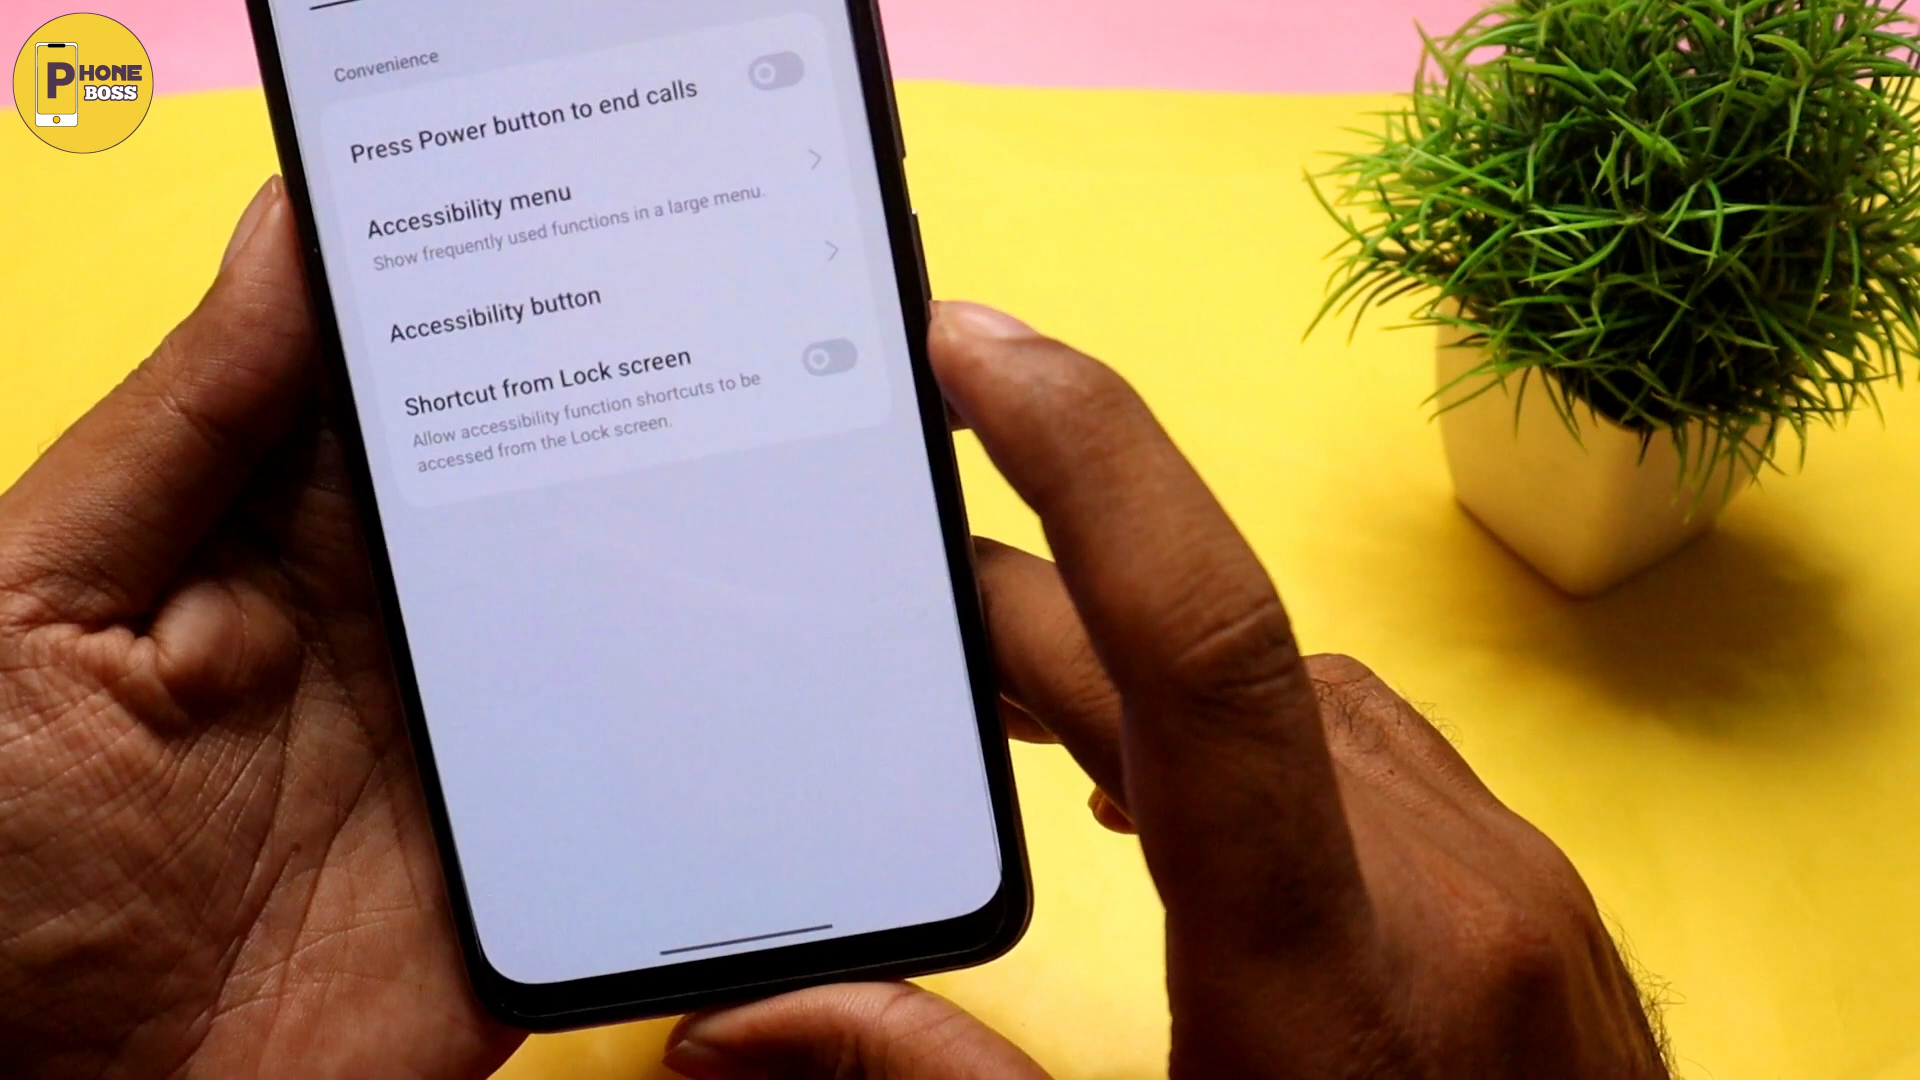 PHONE
BOSS
Convenience
Press Power button to end calls
Accessibility menu
Show frequently used functions in a large menu.
Accessibility button
Shortcut from Lock screen
Allow accessibility function shortcuts to be
accessed from the Lock screen.